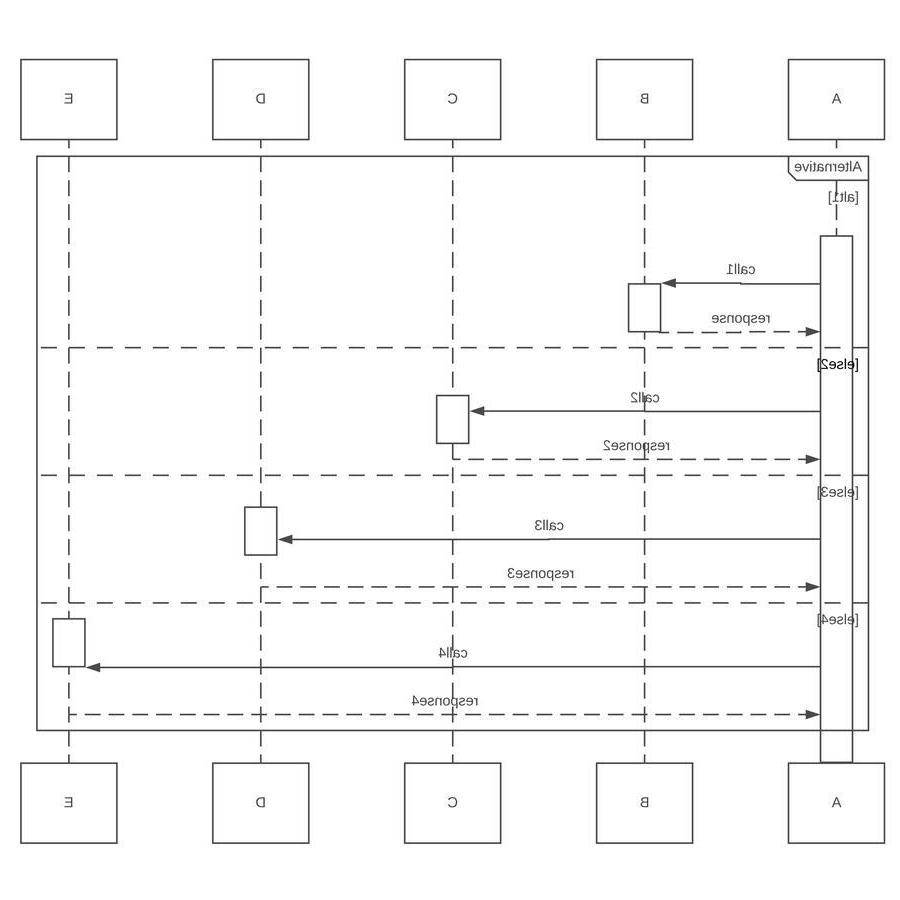 A
B
C
D
E
Alternative
[alt1]
call1
response
[else2]
call2
response2
[else3]
call3
response3
[else4]
call4
response4
A
B
C
D
E